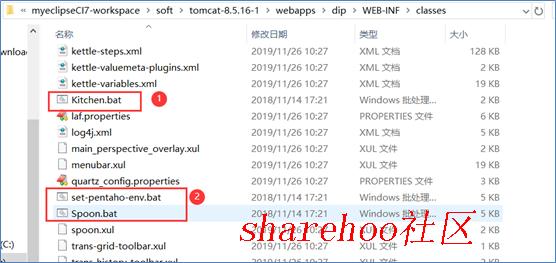 « myeclipseCI7-workspace > soft > tomcat-8.5.16-1 > webapps > dip > WEB-INF > classes
名称 修改日期 类型 大小
kettle-steps.xml 2019/11/26 10:27 XML 文档 128 KB
kettle-valuemeta-plugins.xml 2019/11/26 10:27 XML 文档 2 KB
kettle-variables.xml 2019/11/26 10:27 XML 文档 19 KB
Kitchen.bat 1 2018/11/14 17:21 Windows 批处理... 2 KB
laf.properties 2019/11/26 10:27 PROPERTIES 文件 2 KB
log4j.xml 2019/11/26 10:27 XML 文档 6 KB
main_perspective_overlay.xul 2019/11/26 10:27 XUL 文件 2 KB
menubar.xul 2019/11/26 10:27 XUL 文件 19 KB
quartz_config.properties 2019/11/26 10:27 PROPERTIES 文件 2 KB
set-pentaho-env.bat 2 2018/11/14 17:21 Windows 批处理... 5 KB
Spoon.bat 2018/11/14 17:21 Windows 批处理... 5 KB
spoon.xul
trans-grid-toolbar.xul
(C:)
sharehoo社区